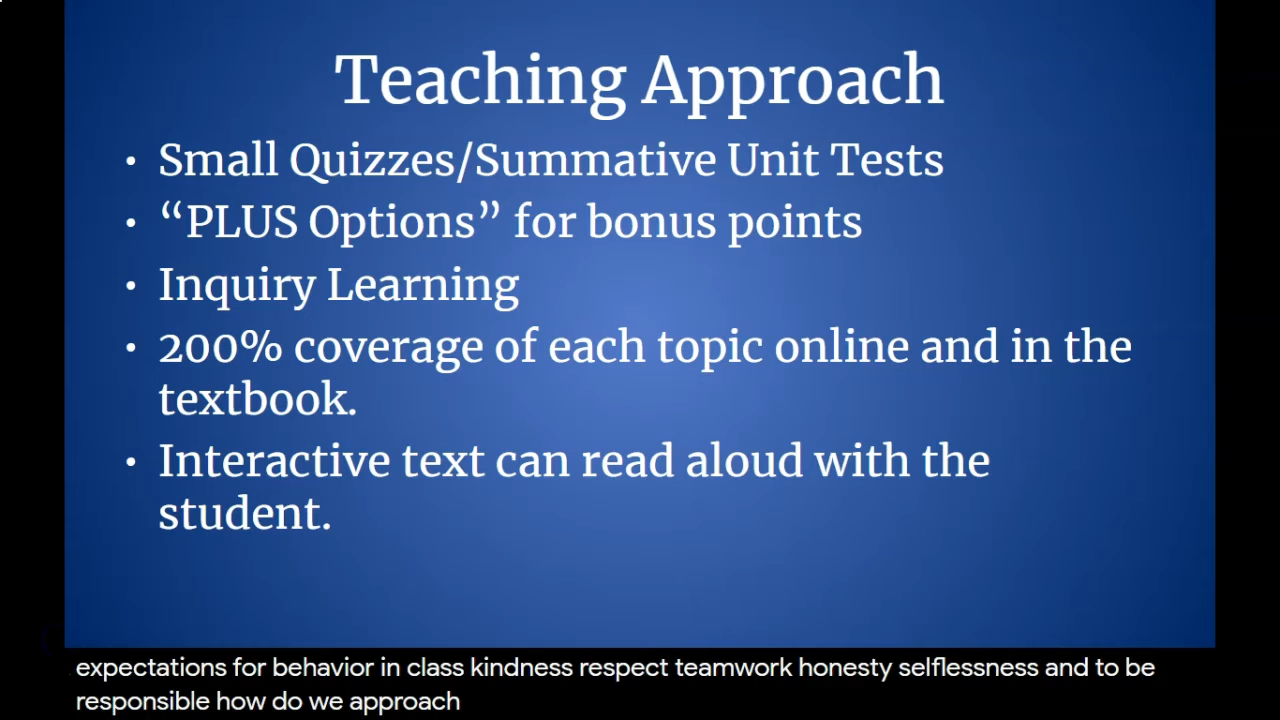 Teaching Approach
• Small Quizzes/Summative Unit Tests
• “PLUS Options” for bonus points
• Inquiry Learning
• 200% coverage of each topic online and in the
textbook.
• Interactive text can read aloud with the
student.
expectations for behavior in class kindness respect teamwork honesty selflessness and to be
responsible how do we approach